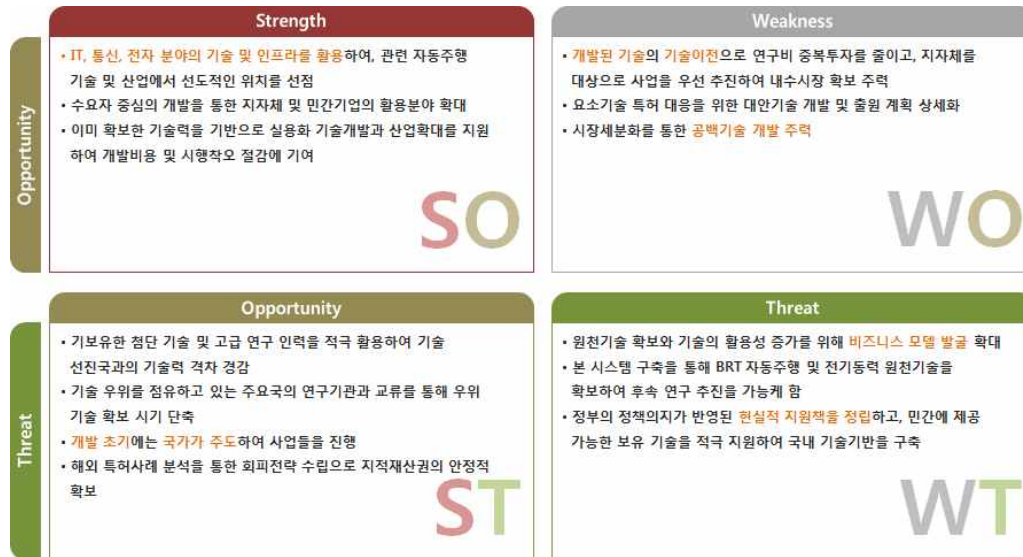 Strength
Weakness
Opportunity
• IT, 통신, 전자 분야의 기술 및 인프라를 활용하여, 관련 자동주행
기술 및 산업에서 선도적인 위치를 선점
• 수요자 중심의 개발을 통한 지자체 및 민간기업의 활용분야 확대
• 이미 확보한 기술력을 기반으로 실용화 기술개발과 산업확대를 지원
하여 개발비용 및 시행착오 절감에 기여
SO
• 개발된 기술의 기술이전으로 연구비 중복투자를 줄이고, 지자체를
대상으로 사업을 우선 추진하여 내수시장 확보 주력
• 요소기술 특허 대응을 위한 대안기술 개발 및 출원 계획 상세화
• 시장세분화를 통한 공백기술 개발 주력
WO
Opportunity
Threat
Threat
• 기보유한 첨단 기술 및 고급 연구 인력을 적극 활용하여 기술
선진국과의 기술력 격차 경감
• 기술 우위를 점유하고 있는 주요국의 연구기관과 교류를 통해 우위
기술 확보 시기 단축
• 개발 초기에는 국가가 주도하여 사업들을 진행
• 해외 특허사례 분석을 통한 회피전략 수립으로 지적재산권의 안정적
확보
ST
• 원천기술 확보와 기술의 활용성 증가를 위해 비즈니스 모델 발굴 확대
• 본 시스템 구축을 통해 BRT 자동주행 및 전기동력 원천기술을
확보하여 후속 연구 추진을 가능케 함
• 정부의 정책의지가 반영된 현실적 지원책을 정립하고, 민간에 제공
가능한 보유 기술을 적극 지원하여 국내 기술기반을 구축
WT